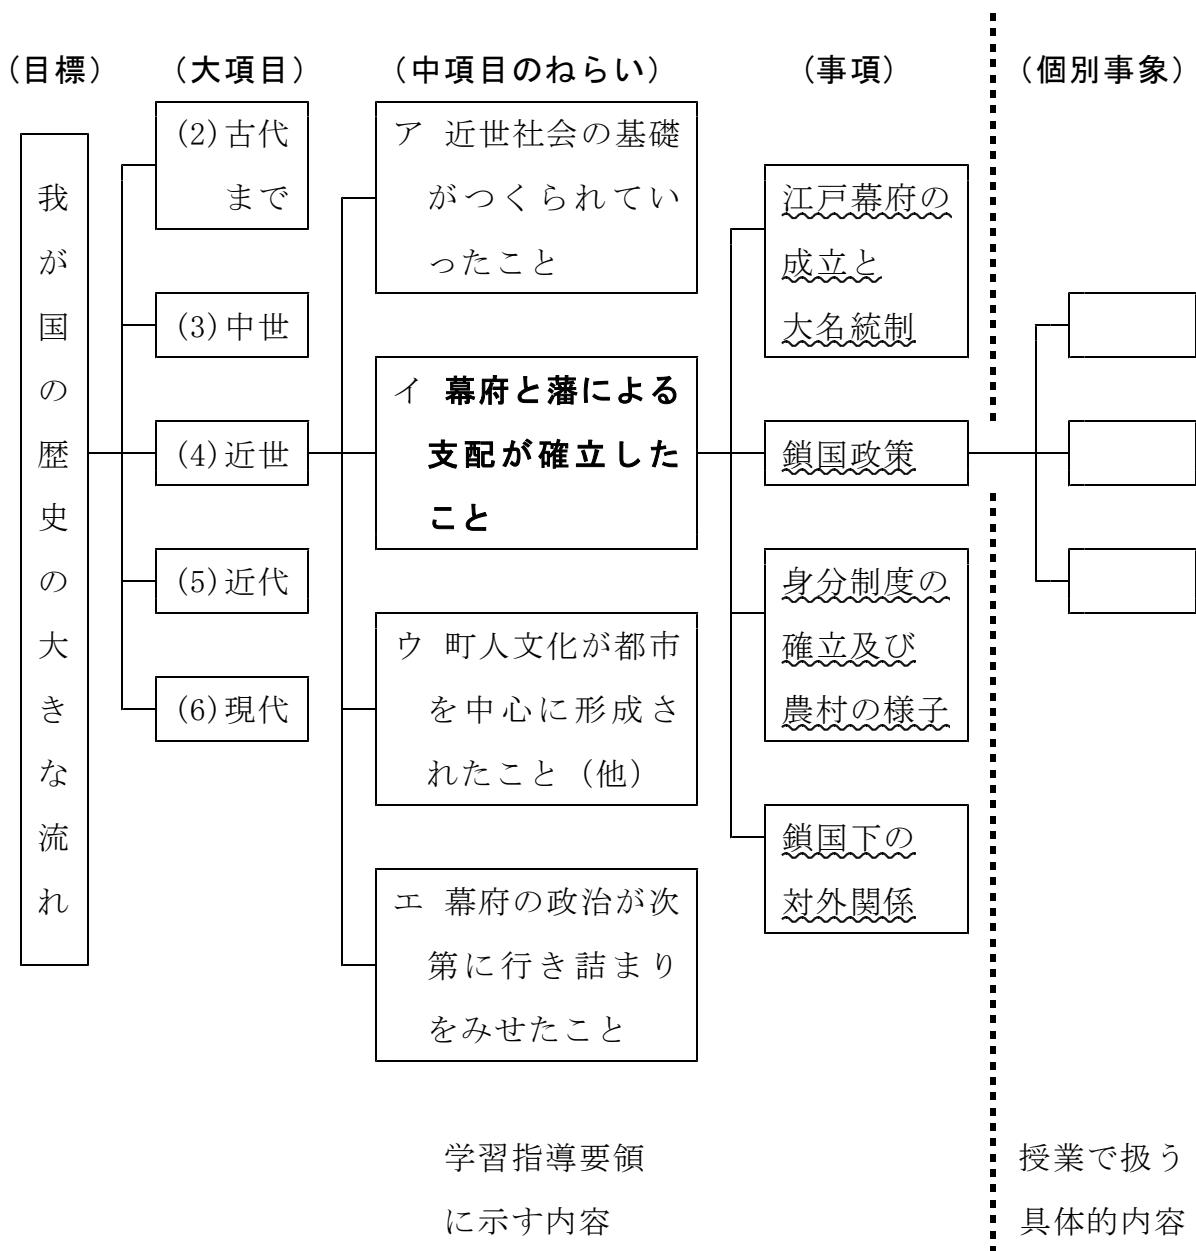 (目標)
(大項目)
(中項目のねらい)
(事項)
(個別事象)
我が国の歴史の大きな流れ
(2)古代
まで
(3)中世
(4)近世
(5)近代
(6)現代
ア 近世社会の基礎
がつくられてい
ったこと
イ 幕府と藩による
支配が確立した
こと
ウ 町人文化が都市
を中心に形成さ
れたこと(他)
エ 幕府の政治が次
第に行き詰まり
をみせたこと
江戸幕府の
成立と
大名統制
鎖国政策
身分制度の
確立及び
農村の様子
鎖国下の
対外関係
学習指導要領
に示す内容
授業で扱う
具体的内容